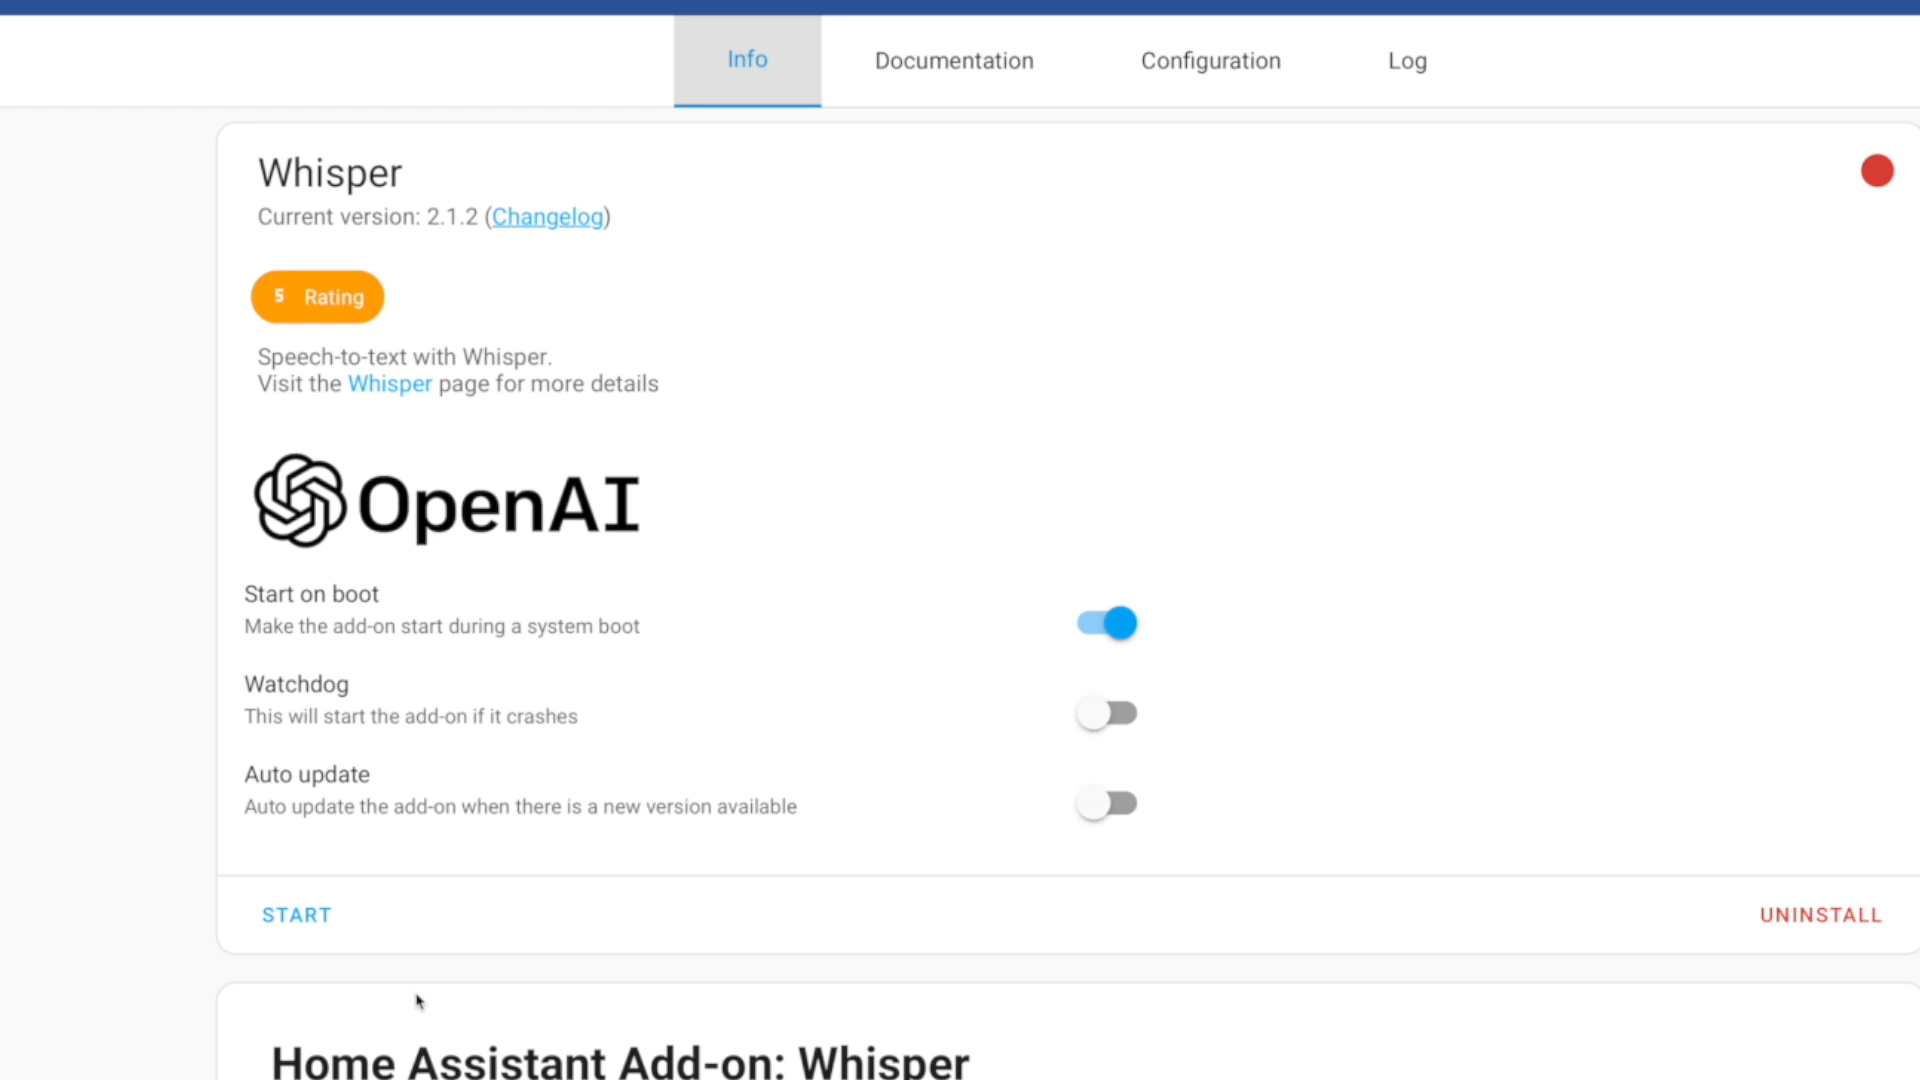 Info Documentation Configuration Log
Whisper
Current version: 2.1.2 (Changelog)
5 Rating
Speech-to-text with Whisper.
Visit the Whisper page for more details
OpenAI
Start on boot
Make the add-on start during a system boot
Watchdog
This will start the add-on if it crashes
Auto update
Auto update the add-on when there is a new version available
START UNINSTALL
Home Assistant Add-on: Whisper